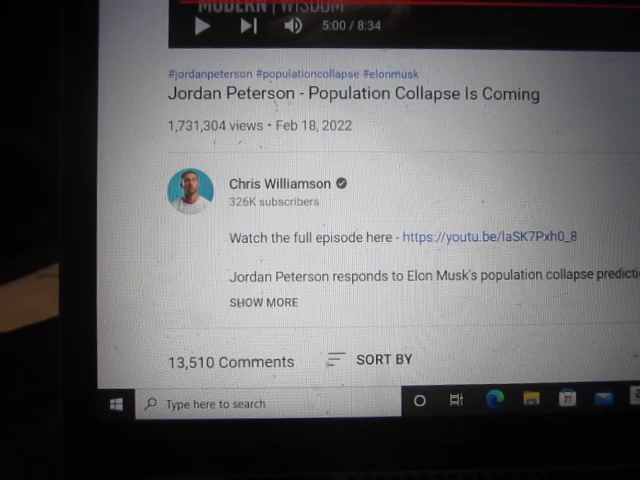 MODERN WISDOM
5:00 / 8:34
#jordanpeterson #populationcollapse #elonmusk
Jordan Peterson - Population Collapse Is Coming
1,731,304 views • Feb 18, 2022
Chris Williamson
326K subscribers
Watch the full episode here - https://youtu.be/IaSK7Pxh0_8
Jordan Peterson responds to Elon Musk's population collapse predicti
SHOW MORE
13,510 Comments SORT BY
Type here to search